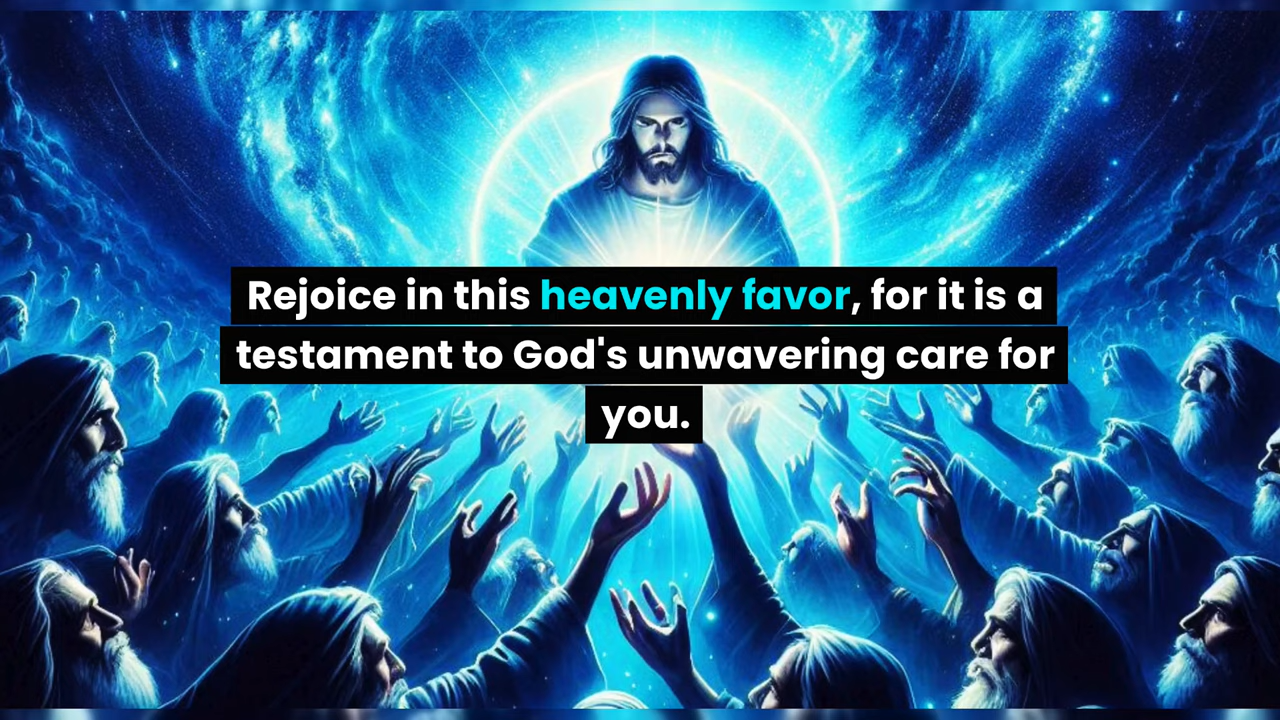 Rejoice in this heavenly favor, for it is a
testament to God's unwavering care for
you.